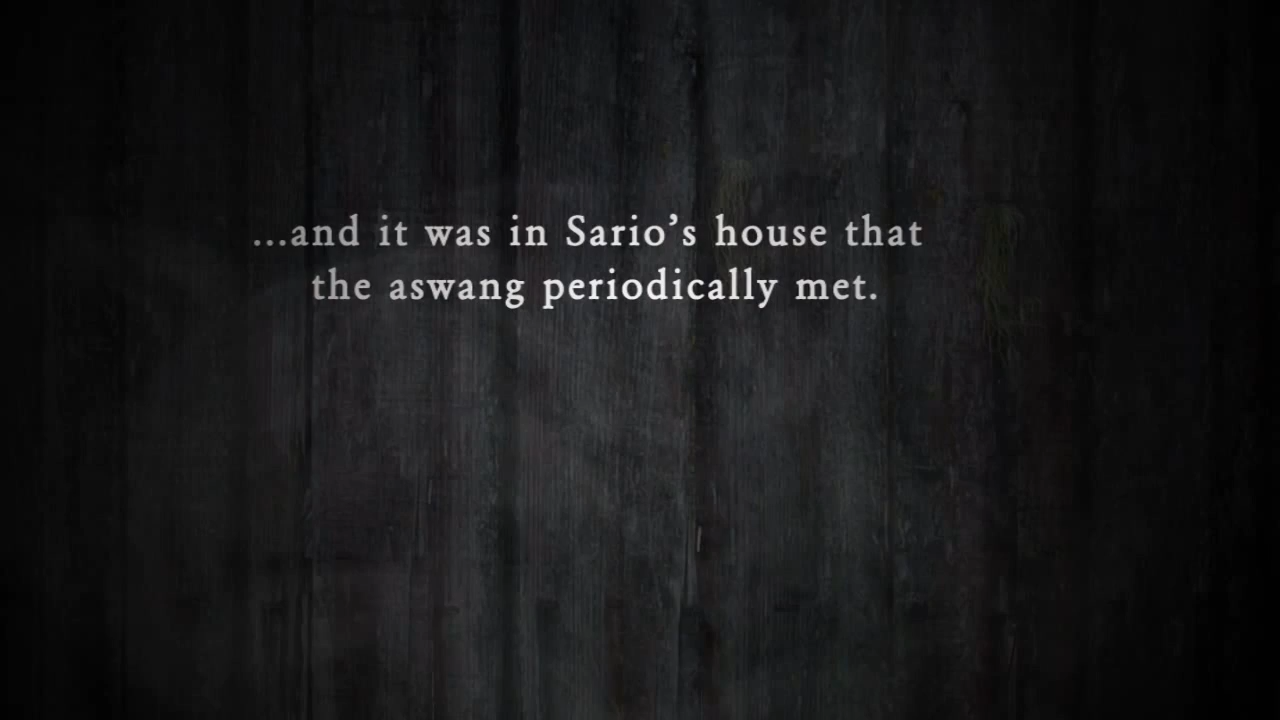 ...and it was in Sario’s house that
the aswang periodically met.